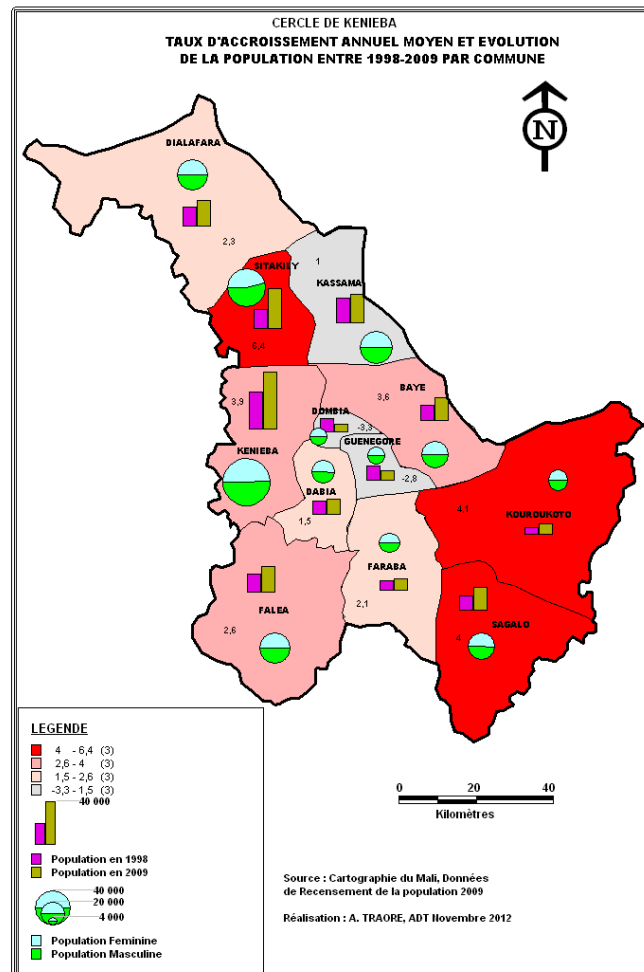 CERCLE DE KENIEBA
TAUX D'ACCROISSEMENT ANNUEL MOYEN ET EVOLUTION
DE LA POPULATION ENTRE 1998-2009 PAR COMMUNE
N
DIALAFARA
2,3
SITAKILY
6,4
1
KASSAMA
3,9
KENIEBA
3,6
BAYE
DOMBIA
-3,3
GUENEGORE
-2,8
DABIA
1,5
4,1
KOUROUKOTO
FARABA
2,1
FALEA
2,6
SAGALO
4
LEGENDE
4 - 6,4 (3)
2,6 - 4 (3)
1,5 - 2,6 (3)
-3,3 - 1,5 (3)
40 000
Population en 1998
Population en 2009
40 000
20 000
4 000
Population Feminine
Population Masculine
0 20 40
Kilomètres
Source : Cartographie du Mali, Données
de Recensement de la population 2009
Réalisation : A. TRAORE, ADT Novembre 2012